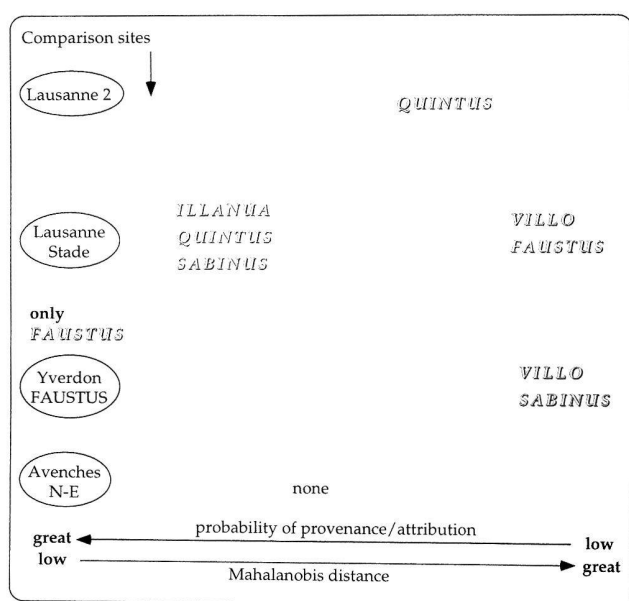 Comparison sites
Lausanne 2
QUINTUS
Lausanne
Stade
ILLANUA
QUINTUS
SABINUS
VILLO
FAUSTUS
only
FAUSTUS
Yverdon
FAUSTUS
VILLO
SABINUS
Avenches
N-E
none
great
probability of provenance/attribution
low
low
Mahalanobis distance
great